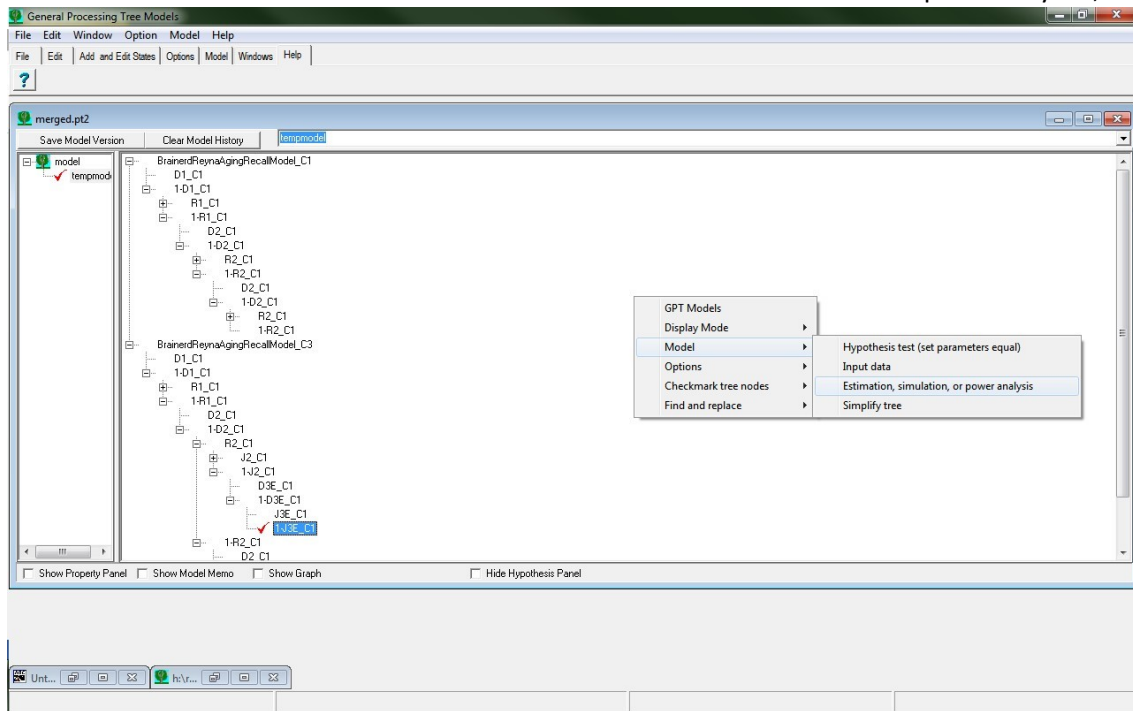 General Processing Tree Models
File Edit Window Option Model Help
File Edit Add and Edit States Options Model Windows Help
?
merged.pt2
Save Model Version Clear Model History tempmodel
model
tempmod
BrainerdReynaAgingRecallModel_C1
D1_C1
1-D1_C1
R1_C1
1-R1_C1
D2_C1
1-D2_C1
R2_C1
1-R2_C1
D2_C1
1-D2_C1
R2_C1
1-R2_C1
BrainerdReynaAgingRecallModel_C3
D1_C1
1-D1_C1
R1_C1
1-R1_C1
D2_C1
1-D2_C1
R2_C1
J2_C1
1-J2_C1
D3E_C1
1-D3E_C1
J3E_C1
1-J3E_C1
1-R2_C1
D2_C1
GPT Models
Display Mode
Model
Options
Checkmark tree nodes
Find and replace
Hypothesis test (set parameters equal)
Input data
Estimation, simulation, or power analysis
Simplify tree
Show Property Panel Show Model Memo Show Graph Hide Hypothesis Panel
Unt... h:\r...